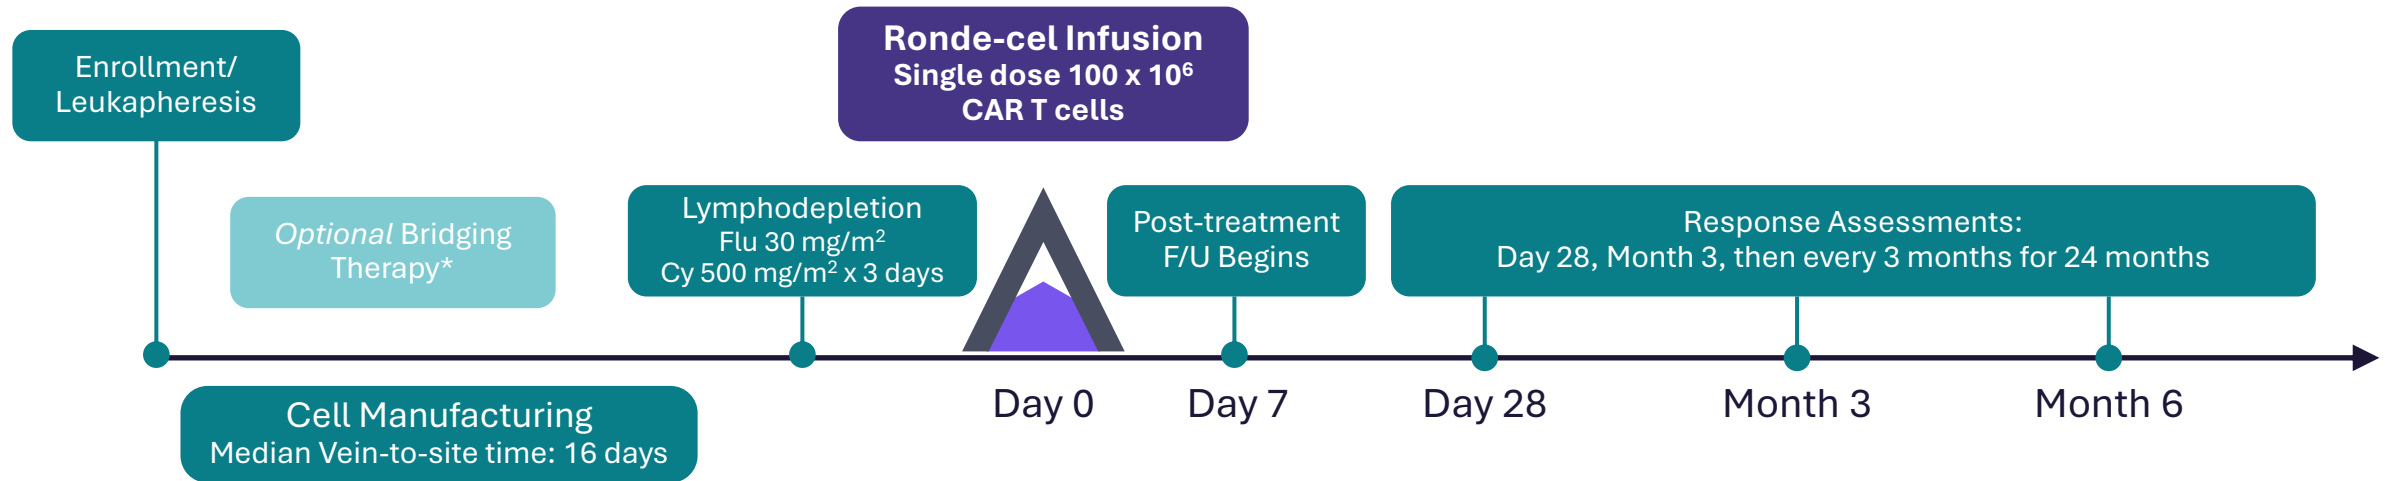 Enrollment/
Leukapheresis
Ronde-cel Infusion
Single dose 100 x 10⁶
CAR T cells
Optional Bridging
Therapy*
Lymphodepletion
Flu 30 mg/m²
Cy 500 mg/m² x 3 days
Post-treatment
F/U Begins
Response Assessments:
Day 28, Month 3, then every 3 months for 24 months
Cell Manufacturing
Median Vein-to-site time: 16 days
Day 0
Day 7
Day 28
Month 3
Month 6